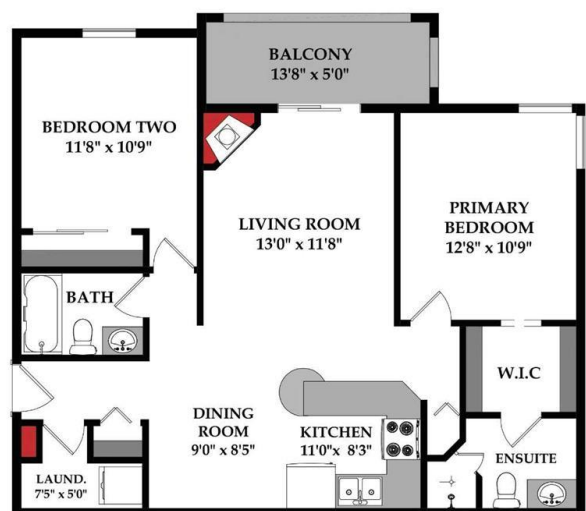 BALCONY
13'8" x 5'0"
BEDROOM TWO
11'8" x 10'9"
LIVING ROOM
13'0" x 11'8"
PRIMARY
BEDROOM
12'8" x 10'9"
BATH
W.I.C
DINING
ROOM
9'0" x 8'5"
KITCHEN
11'0"x 8'3"
ENSUITE
LAUND.
7'5" x 5'0"